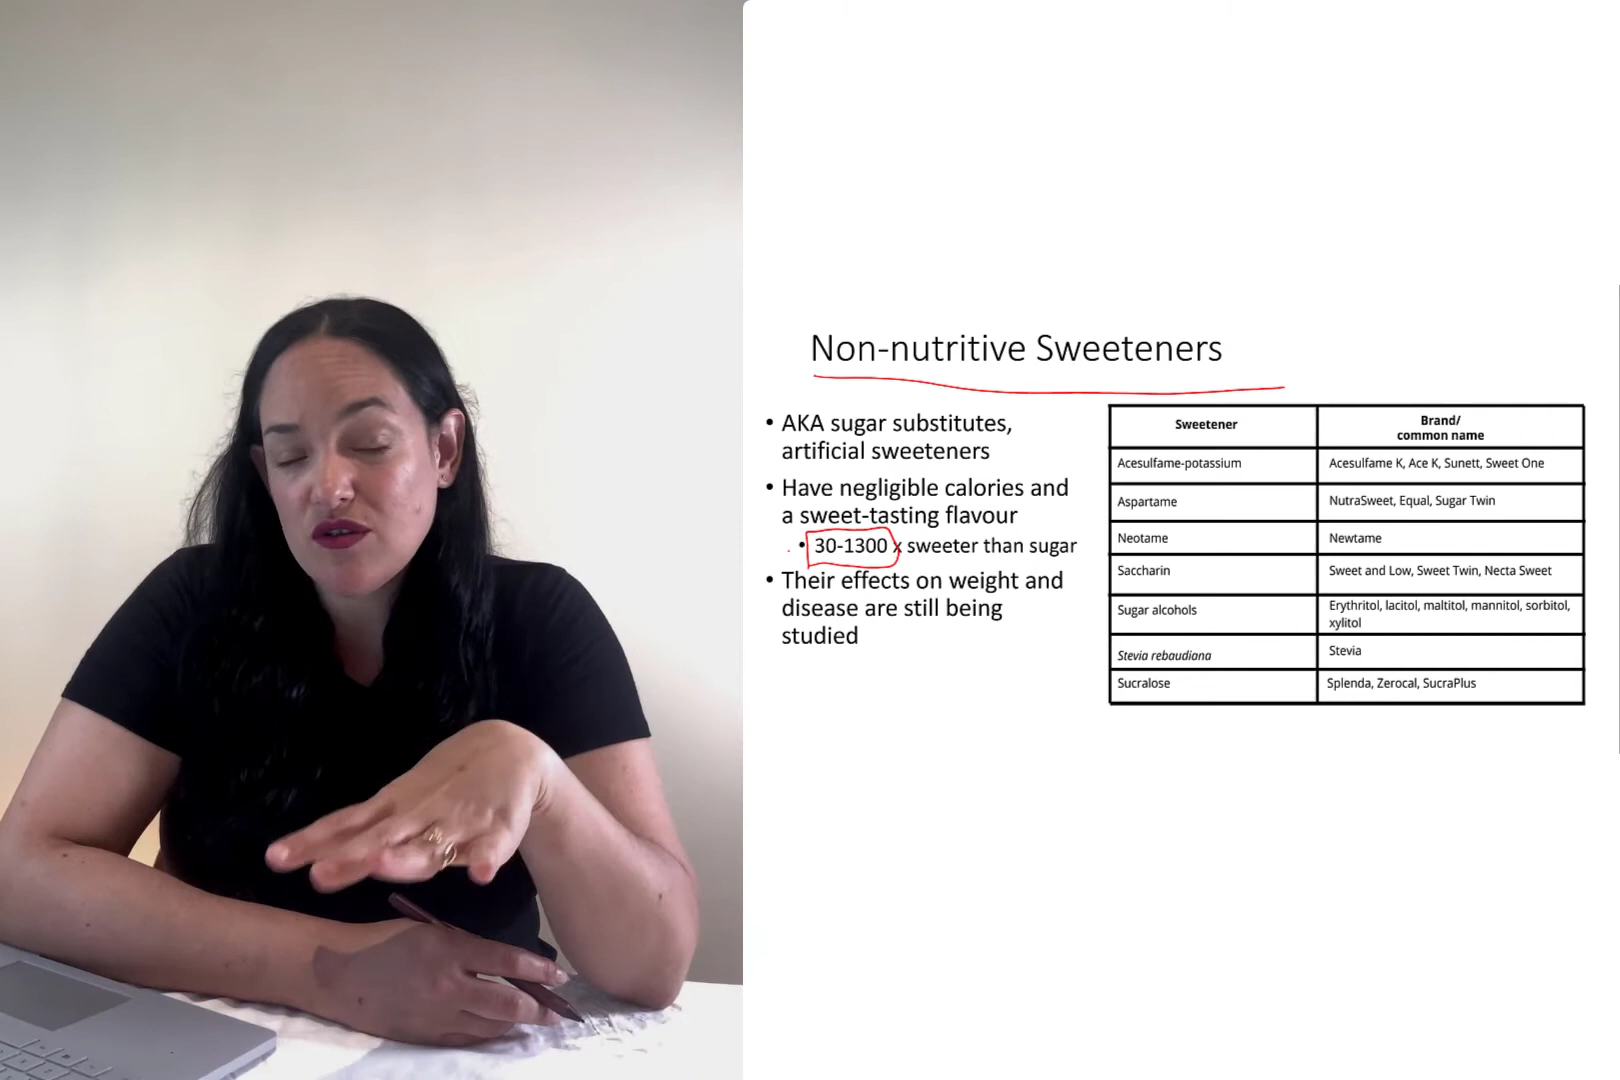 Non-nutritive Sweeteners
• AKA sugar substitutes,
artificial sweeteners
• Have negligible calories and
a sweet-tasting flavour
• 30-1300 x sweeter than sugar
• Their effects on weight and
disease are still being
studied
Sweetener
Brand/
common name
Acesulfame-potassium
Acesulfame K, Ace K, Sunett, Sweet One
Aspartame
NutraSweet, Equal, Sugar Twin
Neotame
Newtame
Saccharin
Sweet and Low, Sweet Twin, Necta Sweet
Sugar alcohols
Erythritol, lacitol, maltitol, mannitol, sorbitol,
xylitol
Stevia rebaudiana
Stevia
Sucralose
Splenda, Zerocal, SucraPlus